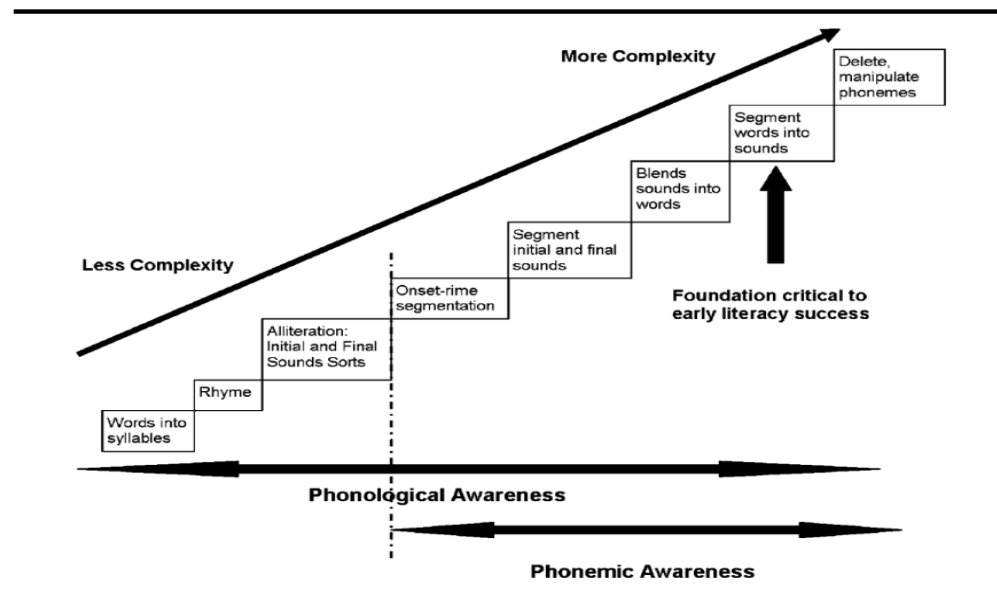 More Complexity
Delete,
manipulate
phonemes
Segment
words into
sounds
Blends
sounds into
words
Segment
initial and final
sounds
Less Complexity
Onset-rime
segmentation
Foundation critical to
early literacy success
Alliteration:
Initial and Final
Sounds Sorts
Rhyme
Words into
syllables
Phonological Awareness
Phonemic Awareness